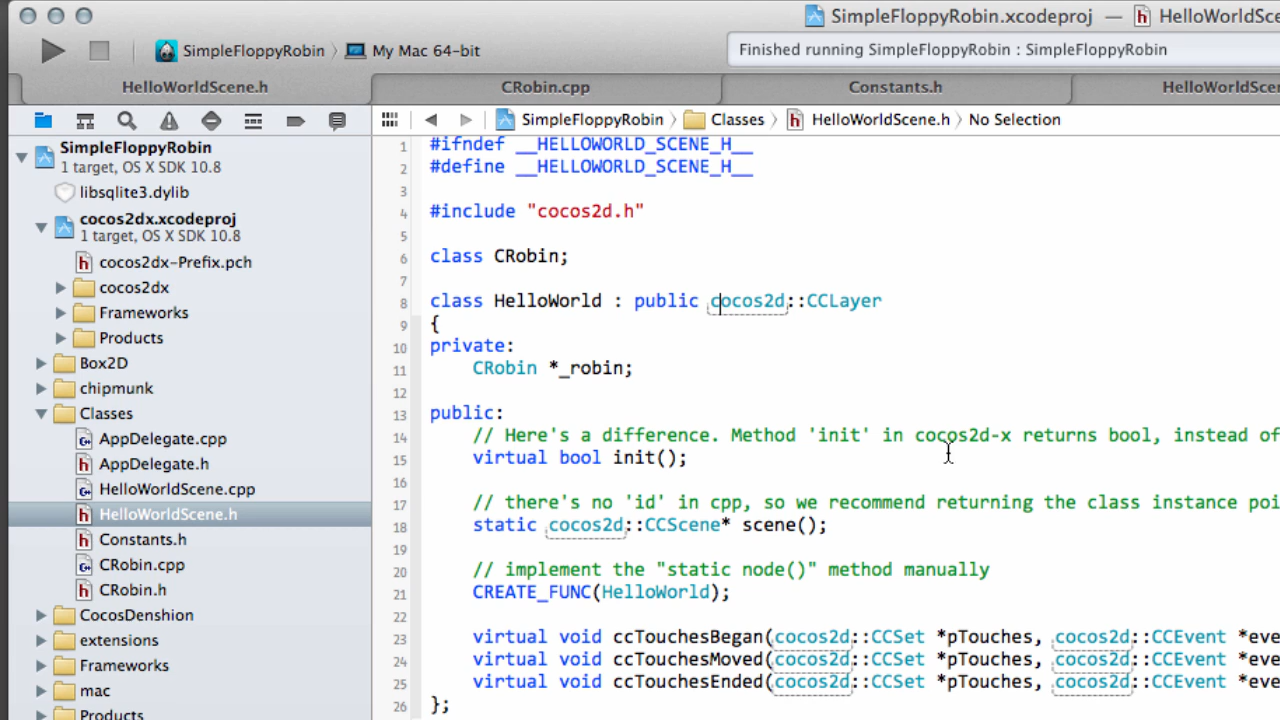 SimpleFloppyRobin.xcodeproj — HelloWorldSce
SimpleFloppyRobin 〉 My Mac 64-bit
Finished running SimpleFloppyRobin : SimpleFloppyRobin
HelloWorldScene.h
CRobin.cpp
Constants.h
HelloWorldScen
SimpleFloppyRobin 〉 Classes 〉 HelloWorldScene.h 〉 No Selection
SimpleFloppyRobin
1 target, OS X SDK 10.8
libsqlite3.dylib
cocos2dx.xcodeproj
1 target, OS X SDK 10.8
cocos2dx-Prefix.pch
cocos2dx
Frameworks
Products
Box2D
chipmunk
Classes
AppDelegate.cpp
AppDelegate.h
HelloWorldScene.cpp
HelloWorldScene.h
Constants.h
CRobin.cpp
CRobin.h
CocosDenshion
extensions
Frameworks
mac
Products
1 #ifndef __HELLOWORLD_SCENE_H__
2 #define __HELLOWORLD_SCENE_H__
3
4 #include "cocos2d.h"
5
6 class CRobin;
7
8 class HelloWorld : public cocos2d::CCLayer
9 {
10 private:
11 CRobin *_robin;
12
13 public:
14 // Here's a difference. Method 'init' in cocos2d-x returns bool, instead of
15 virtual bool init();
16
17 // there's no 'id' in cpp, so we recommend returning the class instance poi
18 static cocos2d::CCScene* scene();
19
20 // implement the "static node()" method manually
21 CREATE_FUNC(HelloWorld);
22
23 virtual void ccTouchesBegan(cocos2d::CCSet *pTouches, cocos2d::CCEvent *eve
24 virtual void ccTouchesMoved(cocos2d::CCSet *pTouches, cocos2d::CCEvent *eve
25 virtual void ccTouchesEnded(cocos2d::CCSet *pTouches, cocos2d::CCEvent *eve
26 };